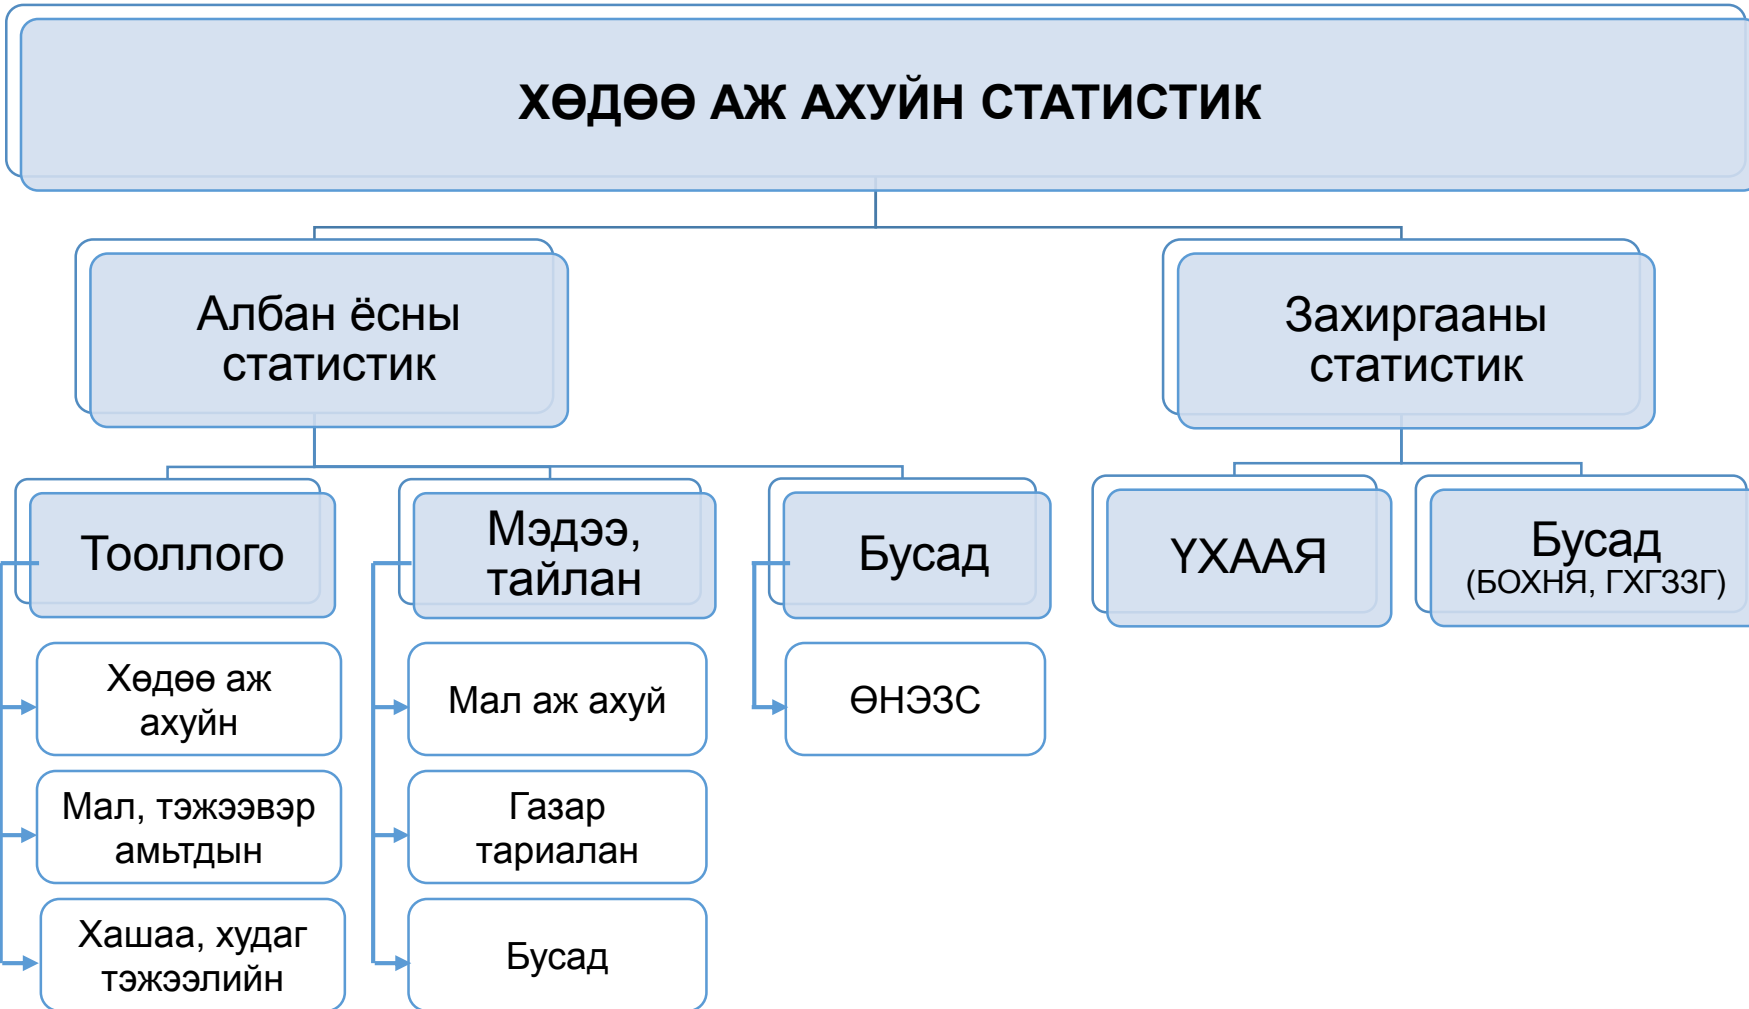 ХӨДӨӨ АЖ АХУЙН СТАТИСТИК
Албан ёсны
статистик
Захиргааны
статистик
Тооллого
Мэдээ,
тайлан
Бусад
ҮХААЯ
Бусад
(БОХНЯ, ГХГЗЗГ)
Хөдөө аж
ахуйн
Мал, тэжээвэр
амьтдын
Хашаа, худаг
тэжээлийн
Мал аж ахуй
Газар
тариалан
Бусад
ӨНЭЗС